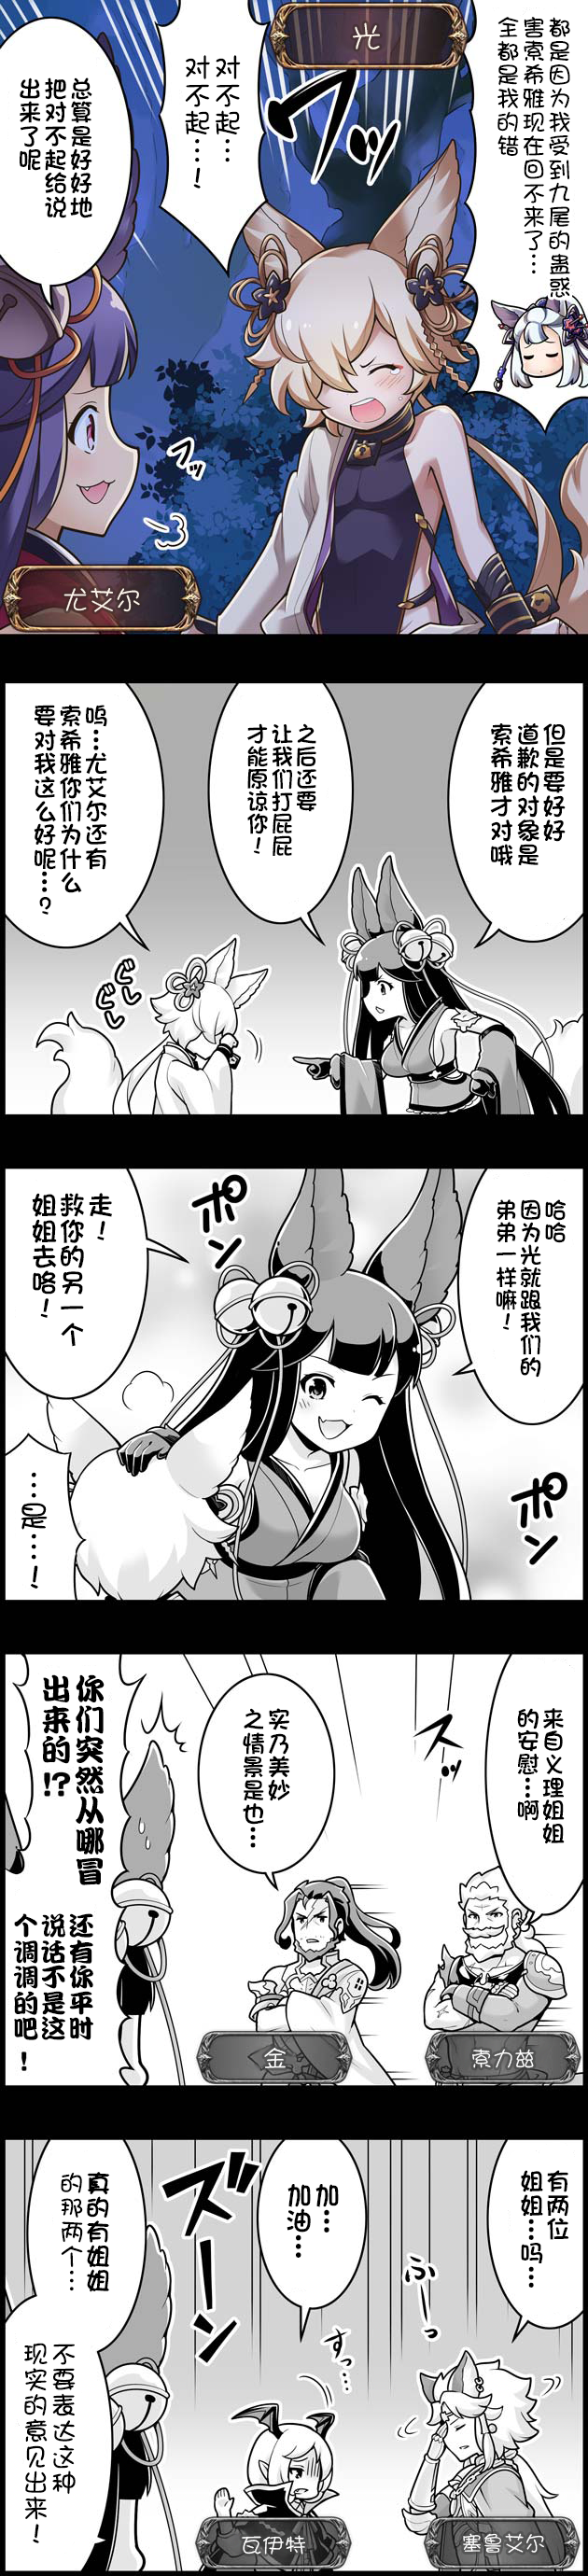 都是因为我受到九尾的蛊惑
害索希雅现在回不来了…
全都是我的错
光
对不起…
对不起…!
フッ
总算是好好地
把对不起给说
出来了呢
フッ
尤艾尔
但是要好好
道歉的对象是
索希雅才对哦
之后还要
让我们打屁屁
才能原谅你!
呜…尤艾尔还有
索希雅你们为什么
要对我这么好呢…?
ぐしぐし
哈哈
因为光就跟我们的
弟弟一样嘛!
ポン
走!
救你的另一个
姐姐去咯!
ポン
…是…!
来自义理姐姐
的安慰…啊
スッ
实乃美妙
之情景是也…
你们突然从哪冒
出来的!?
还有你平时
说话不是这
个调调的吧!
金
索力兹
有两位
姐姐…吗…
ふーっ
加…
加油…
すっ…
ズーン
真的有姐姐
的那两个…
不要表达这种
现实的意见出来!
瓦伊特
塞鲁艾尔